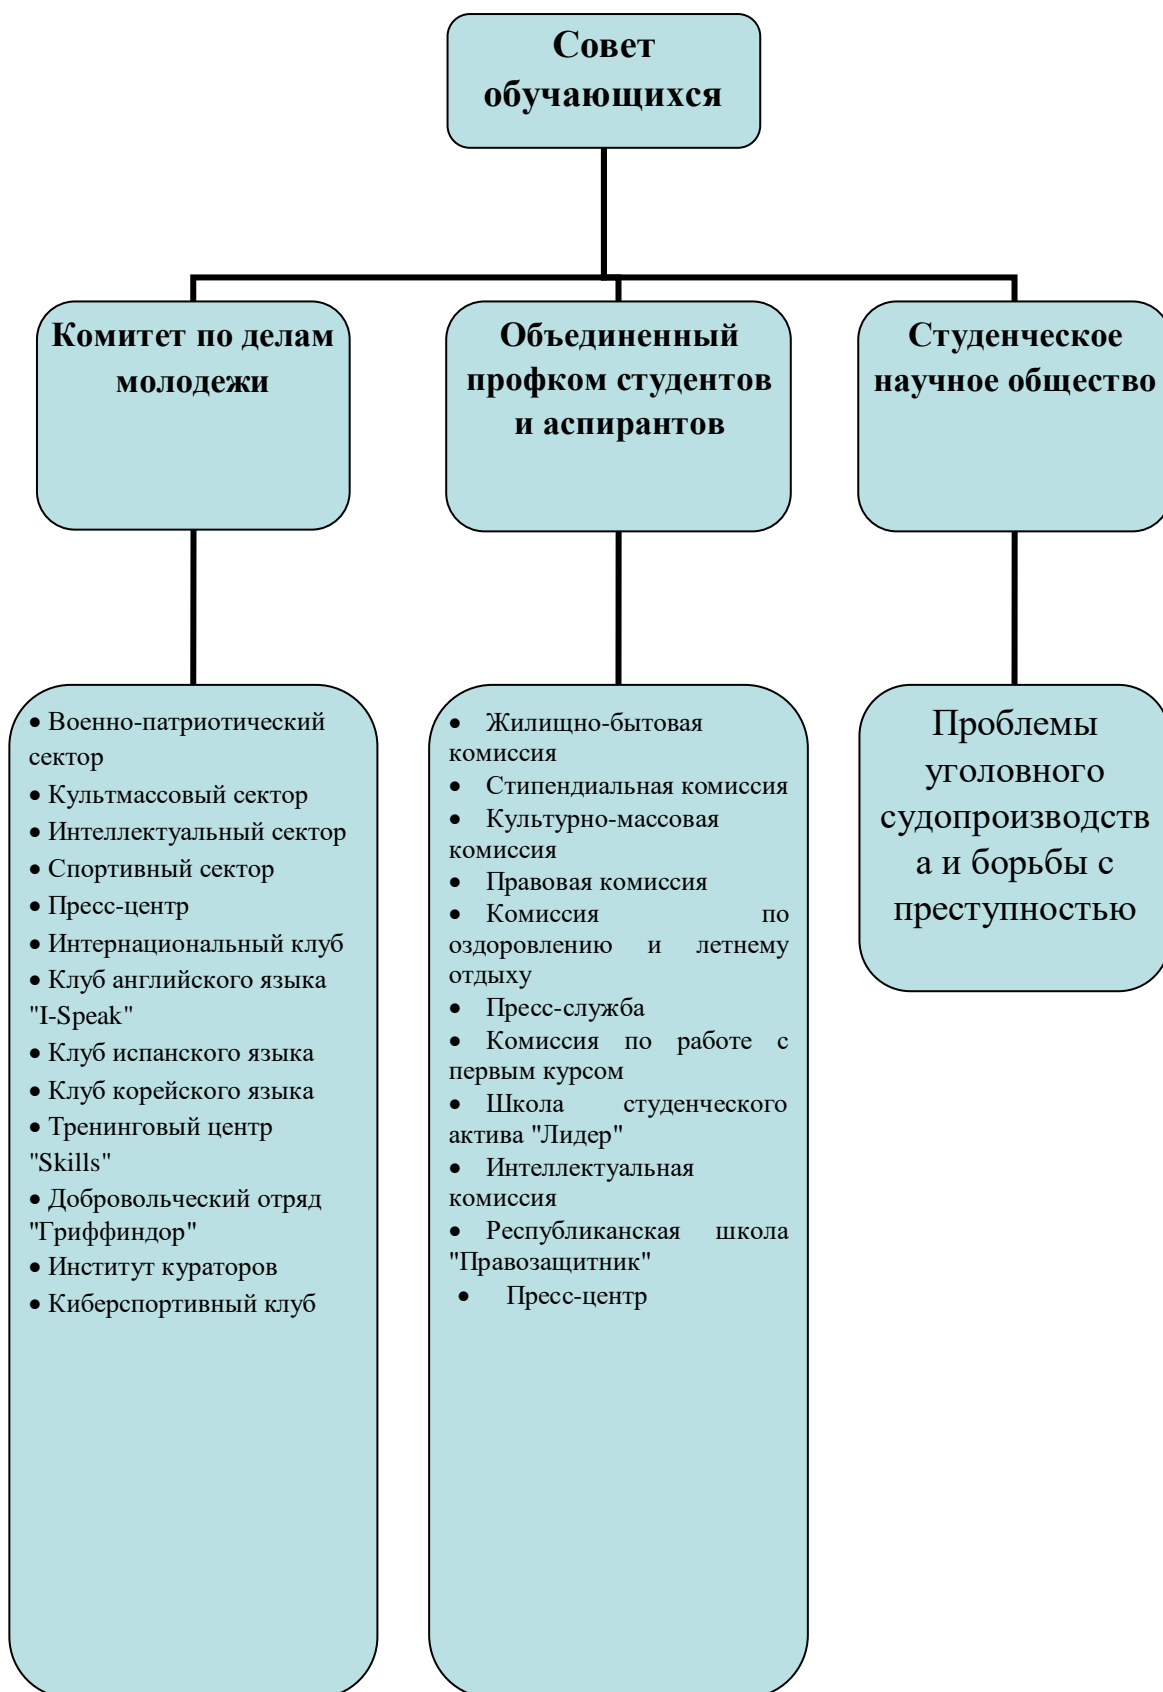 Совет
обучающихся
Комитет по делам
молодежи
Объединенный
профком студентов
и аспирантов
Студенческое
научное общество
• Военно-патриотический
сектор
• Культмассовый сектор
• Интеллектуальный сектор
• Спортивный сектор
• Пресс-центр
• Интернациональный клуб
• Клуб английского языка
"I-Speak"
• Клуб испанского языка
• Клуб корейского языка
• Тренинговый центр
"Skills"
• Добровольческий отряд
"Гриффиндор"
• Институт кураторов
• Киберспортивный клуб
• Жилищно-бытовая
комиссия
• Стипендиальная комиссия
• Культурно-массовая
комиссия
• Правовая комиссия
• Комиссия по
оздоровлению и летнему
отдыху
• Пресс-служба
• Комиссия по работе с
первым курсом
• Школа студенческого
актива "Лидер"
• Интеллектуальная
комиссия
• Республиканская школа
"Правозащитник"
• Пресс-центр
Проблемы
уголовного
судопроизводств
а и борьбы с
преступностью